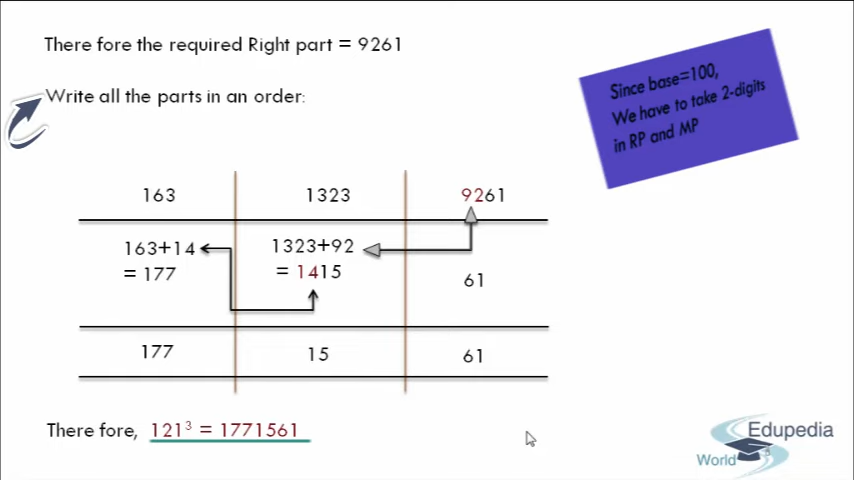 There fore the required Right part = 9261
Since base=100,
We have to take 2-digits
in RP and MP
Write all the parts in an order:
163 1323 9261
163+14 1323+92
= 177 = 1415 61
177 15 61
There fore, 121³ = 1771561
Edupedia
World